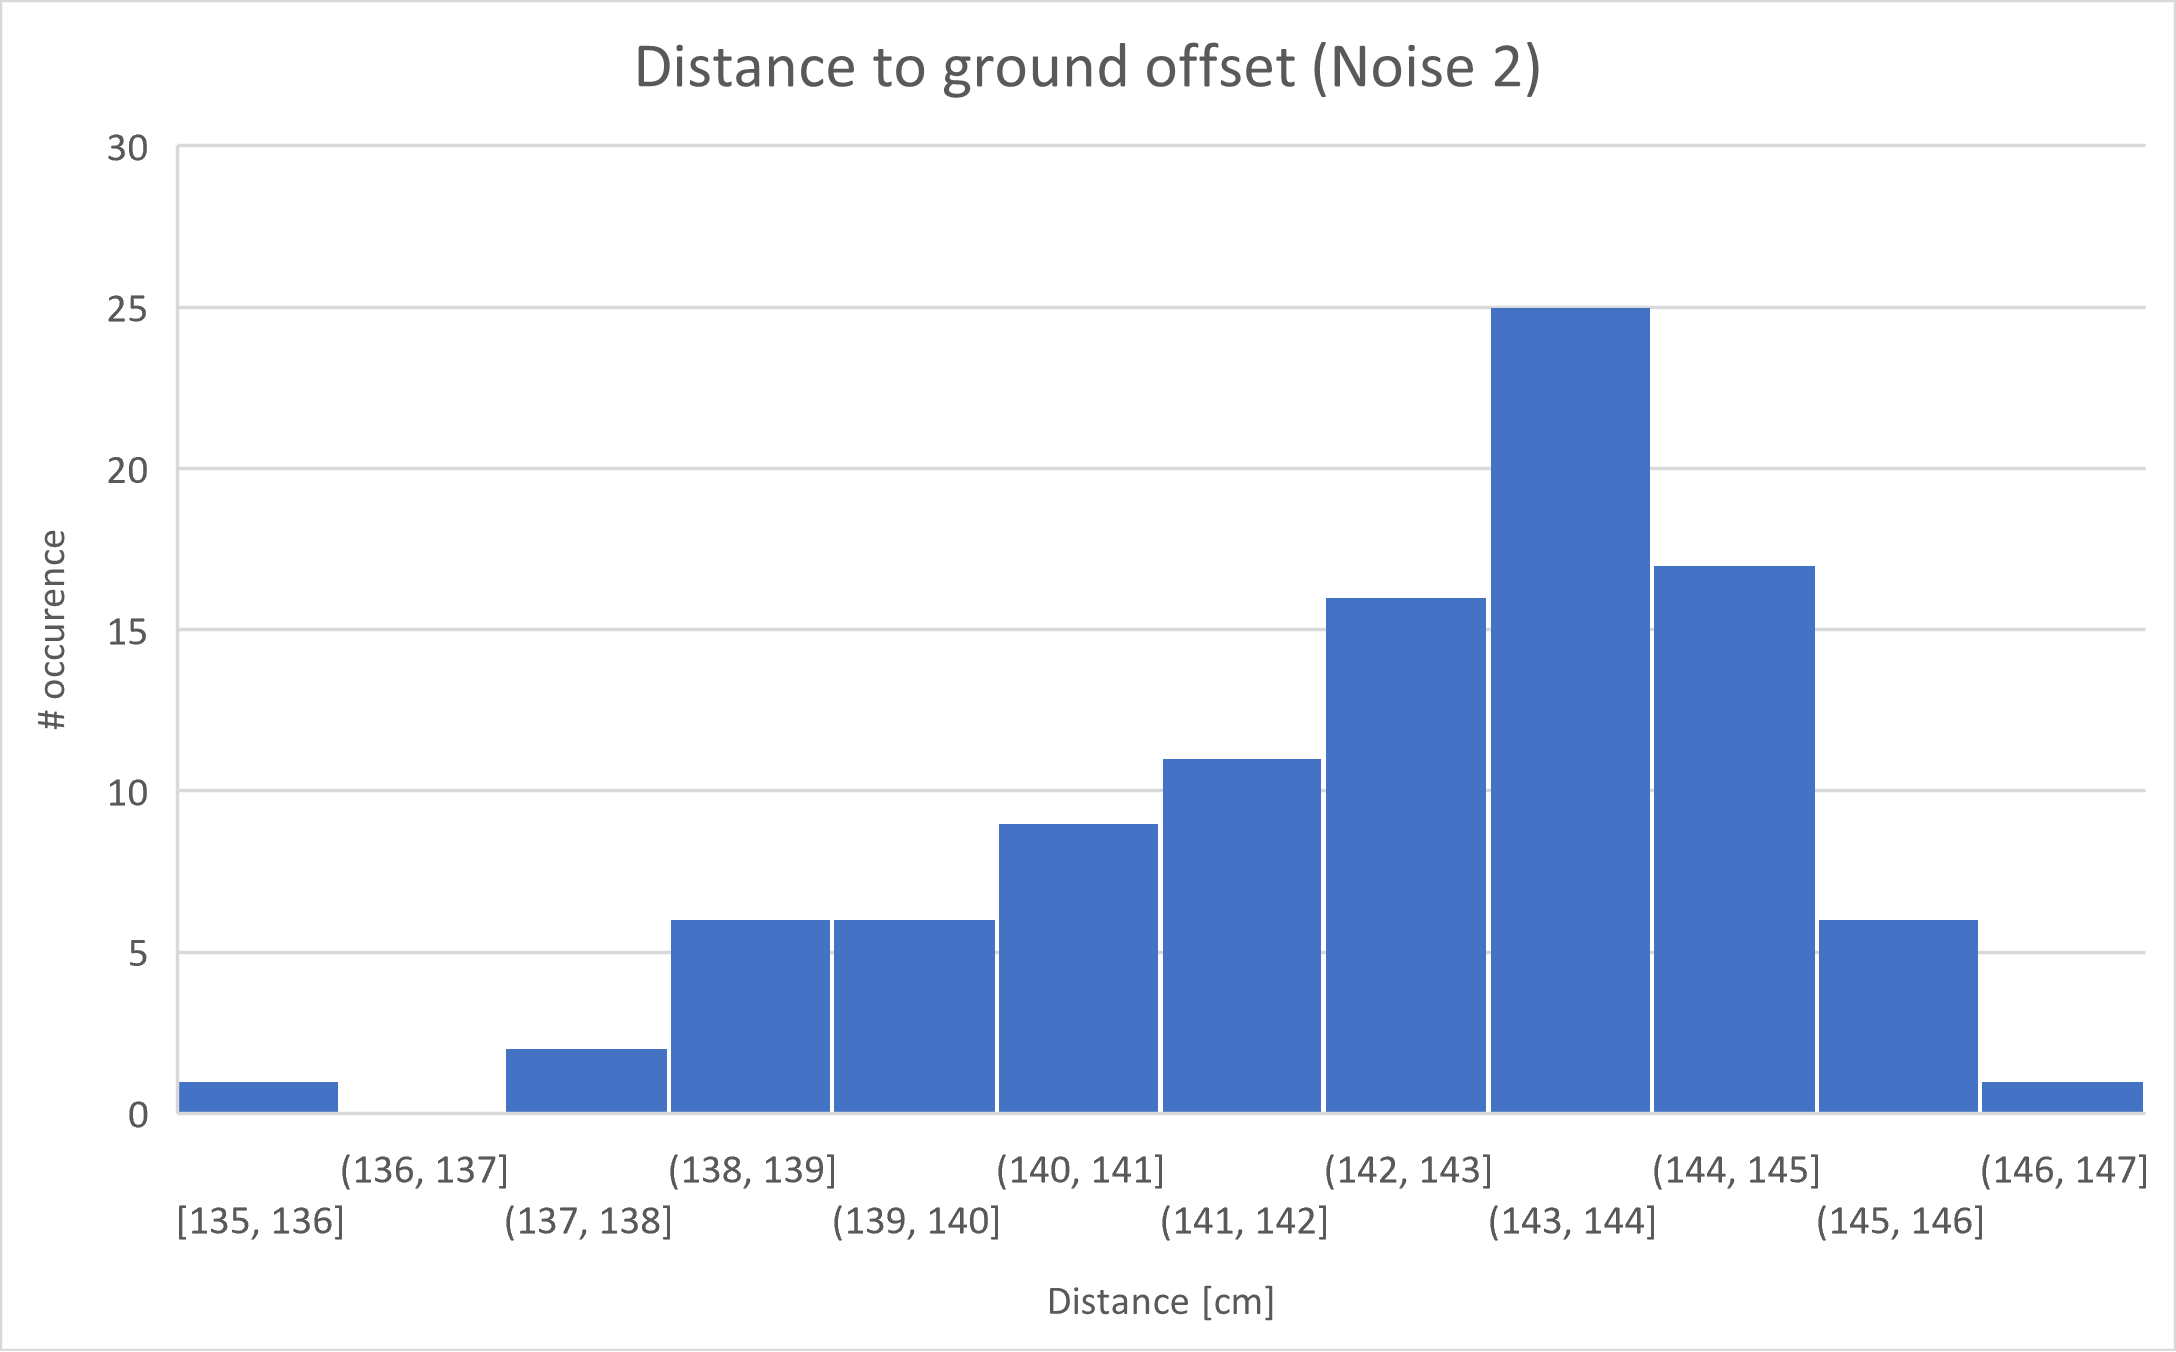 Distance to ground offset (Noise 2)
30
25
20
15
10
5
0
# occurence
(136, 137] (138, 139] (140, 141] (142, 143] (144, 145] (146, 147]
[135, 136] (137, 138] (139, 140] (141, 142] (143, 144] (145, 146]
Distance [cm]